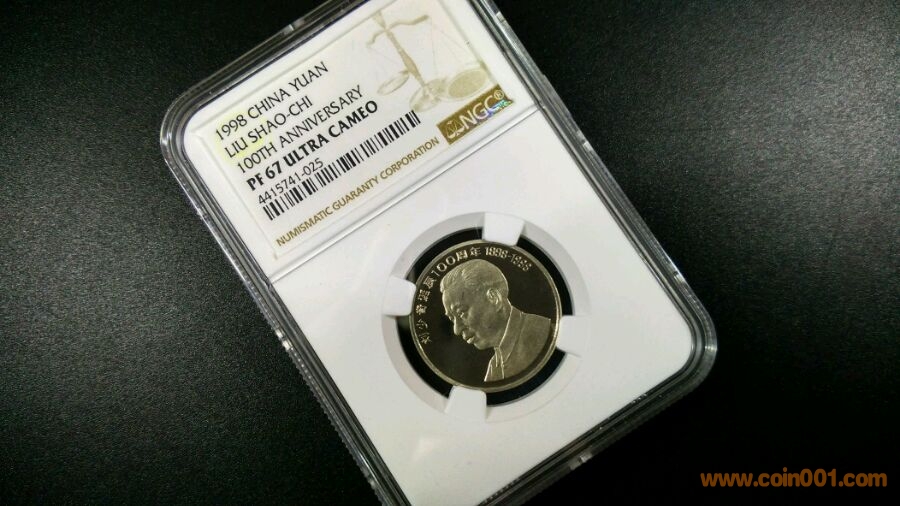 1998 CHINA YUAN
LIU SHAO-CHI
100TH ANNIVERSARY
PF 67 ULTRA CAMEO
4415741-025
NGC®
NUMISMATIC GUARANTY CORPORATION
刘少奇诞辰100周年 1898-1998
www.coin001.com